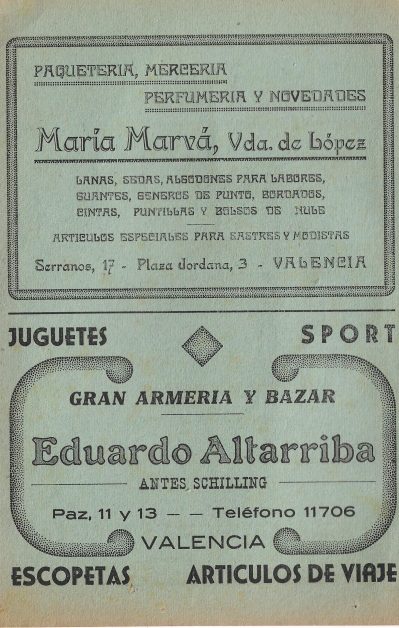 PAQUETERIA, MERCERIA
PERFUMERIA Y NOVEDADES
María Marvá, Vda. de López
LANAS, SEDAS, ALGODONES PARA LABORES,
GUANTES, GENEROS DE PUNTO, BORDADOS,
CINTAS, PUNTILLAS Y BOLSOS DE HULE
ARTICULOS ESPECIALES PARA SASTRES Y MODISTAS
Serranos, 17 - Plaza Jordana, 3 - VALENCIA
JUGUETES SPORT
GRAN ARMERIA Y BAZAR
Eduardo Altarriba
ANTES, SCHILLING
Paz, 11 y 13 -- Teléfono 11706
VALENCIA
ESCOPETAS ARTICULOS DE VIAJE